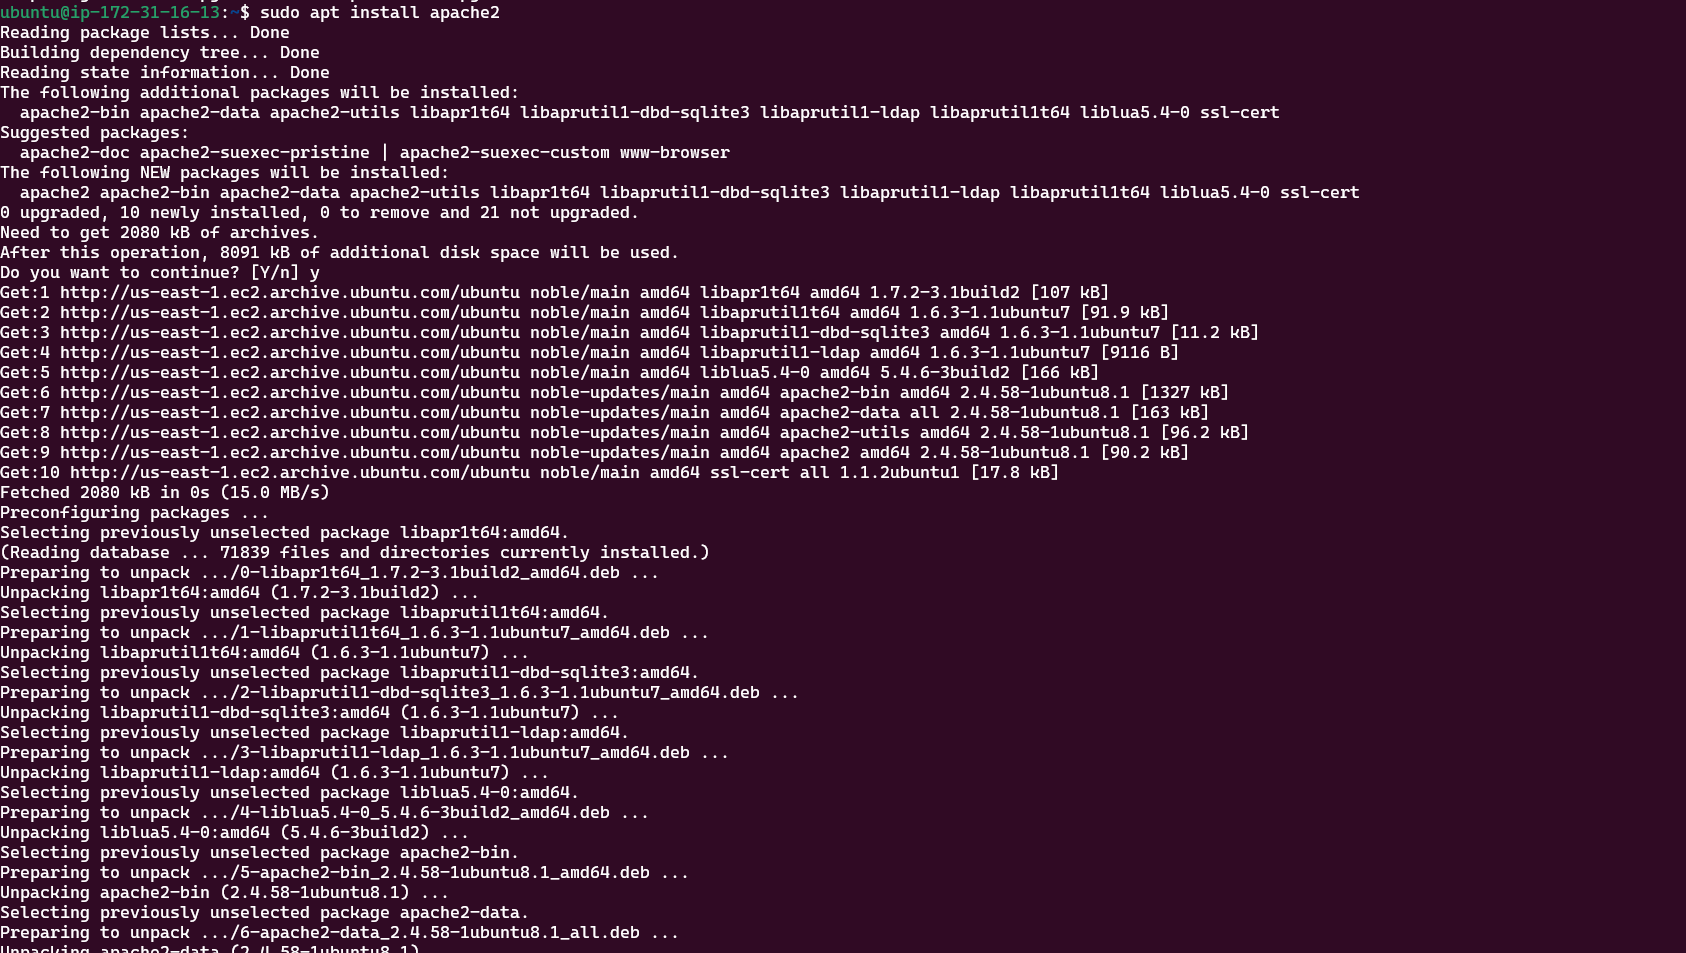 ubuntu@ip-172-31-16-13:~$ sudo apt install apache2
Reading package lists... Done
Building dependency tree... Done
Reading state information... Done
The following additional packages will be installed:
  apache2-bin apache2-data apache2-utils libapr1t64 libaprutil1-dbd-sqlite3 libaprutil1-ldap libaprutil1t64 liblua5.4-0 ssl-cert
Suggested packages:
  apache2-doc apache2-suexec-pristine | apache2-suexec-custom www-browser
The following NEW packages will be installed:
  apache2 apache2-bin apache2-data apache2-utils libapr1t64 libaprutil1-dbd-sqlite3 libaprutil1-ldap libaprutil1t64 liblua5.4-0 ssl-cert
0 upgraded, 10 newly installed, 0 to remove and 21 not upgraded.
Need to get 2080 kB of archives.
After this operation, 8091 kB of additional disk space will be used.
Do you want to continue? [Y/n] y
Get:1 http://us-east-1.ec2.archive.ubuntu.com/ubuntu noble/main amd64 libapr1t64 amd64 1.7.2-3.1build2 [107 kB]
Get:2 http://us-east-1.ec2.archive.ubuntu.com/ubuntu noble/main amd64 libaprutil1t64 amd64 1.6.3-1.1ubuntu7 [91.9 kB]
Get:3 http://us-east-1.ec2.archive.ubuntu.com/ubuntu noble/main amd64 libaprutil1-dbd-sqlite3 amd64 1.6.3-1.1ubuntu7 [11.2 kB]
Get:4 http://us-east-1.ec2.archive.ubuntu.com/ubuntu noble/main amd64 libaprutil1-ldap amd64 1.6.3-1.1ubuntu7 [9116 B]
Get:5 http://us-east-1.ec2.archive.ubuntu.com/ubuntu noble/main amd64 liblua5.4-0 amd64 5.4.6-3build2 [166 kB]
Get:6 http://us-east-1.ec2.archive.ubuntu.com/ubuntu noble-updates/main amd64 apache2-bin amd64 2.4.58-1ubuntu8.1 [1327 kB]
Get:7 http://us-east-1.ec2.archive.ubuntu.com/ubuntu noble-updates/main amd64 apache2-data all 2.4.58-1ubuntu8.1 [163 kB]
Get:8 http://us-east-1.ec2.archive.ubuntu.com/ubuntu noble-updates/main amd64 apache2-utils amd64 2.4.58-1ubuntu8.1 [96.2 kB]
Get:9 http://us-east-1.ec2.archive.ubuntu.com/ubuntu noble-updates/main amd64 apache2 amd64 2.4.58-1ubuntu8.1 [90.2 kB]
Get:10 http://us-east-1.ec2.archive.ubuntu.com/ubuntu noble/main amd64 ssl-cert all 1.1.2ubuntu1 [17.8 kB]
Fetched 2080 kB in 0s (15.0 MB/s)
Preconfiguring packages ...
Selecting previously unselected package libapr1t64:amd64.
(Reading database ... 71839 files and directories currently installed.)
Preparing to unpack .../0-libapr1t64_1.7.2-3.1build2_amd64.deb ...
Unpacking libapr1t64:amd64 (1.7.2-3.1build2) ...
Selecting previously unselected package libaprutil1t64:amd64.
Preparing to unpack .../1-libaprutil1t64_1.6.3-1.1ubuntu7_amd64.deb ...
Unpacking libaprutil1t64:amd64 (1.6.3-1.1ubuntu7) ...
Selecting previously unselected package libaprutil1-dbd-sqlite3:amd64.
Preparing to unpack .../2-libaprutil1-dbd-sqlite3_1.6.3-1.1ubuntu7_amd64.deb ...
Unpacking libaprutil1-dbd-sqlite3:amd64 (1.6.3-1.1ubuntu7) ...
Selecting previously unselected package libaprutil1-ldap:amd64.
Preparing to unpack .../3-libaprutil1-ldap_1.6.3-1.1ubuntu7_amd64.deb ...
Unpacking libaprutil1-ldap:amd64 (1.6.3-1.1ubuntu7) ...
Selecting previously unselected package liblua5.4-0:amd64.
Preparing to unpack .../4-liblua5.4-0_5.4.6-3build2_amd64.deb ...
Unpacking liblua5.4-0:amd64 (5.4.6-3build2) ...
Selecting previously unselected package apache2-bin.
Preparing to unpack .../5-apache2-bin_2.4.58-1ubuntu8.1_amd64.deb ...
Unpacking apache2-bin (2.4.58-1ubuntu8.1) ...
Selecting previously unselected package apache2-data.
Preparing to unpack .../6-apache2-data_2.4.58-1ubuntu8.1_all.deb ...
Unpacking apache2-data (2.4.58-1ubuntu8.1)